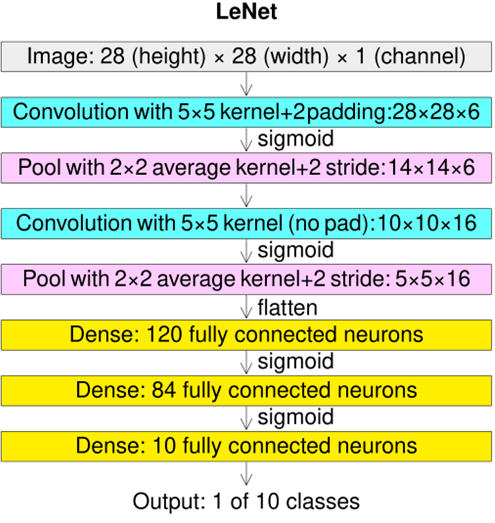 LeNet
Image: 28 (height) × 28 (width) × 1 (channel)
Convolution with 5×5 kernel+2padding:28×28×6
sigmoid
Pool with 2×2 average kernel+2 stride:14×14×6
Convolution with 5×5 kernel (no pad):10×10×16
sigmoid
Pool with 2×2 average kernel+2 stride: 5×5×16
flatten
Dense: 120 fully connected neurons
sigmoid
Dense: 84 fully connected neurons
sigmoid
Dense: 10 fully connected neurons
Output: 1 of 10 classes